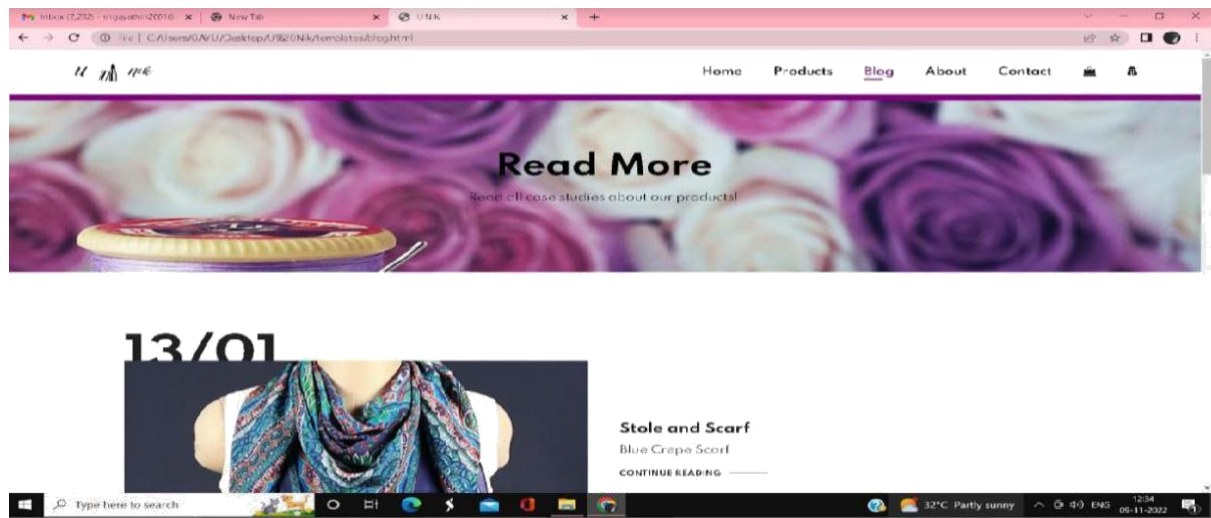 New Tab
U NIK
Home Products Blog About Contact
Read More
Read all case studies about our products!
13/01
Stole and Scarf
Blue Crepe Scarf
CONTINUE READING
Type here to search
32°C Partly sunny
ENG
12:34
09-11-2022